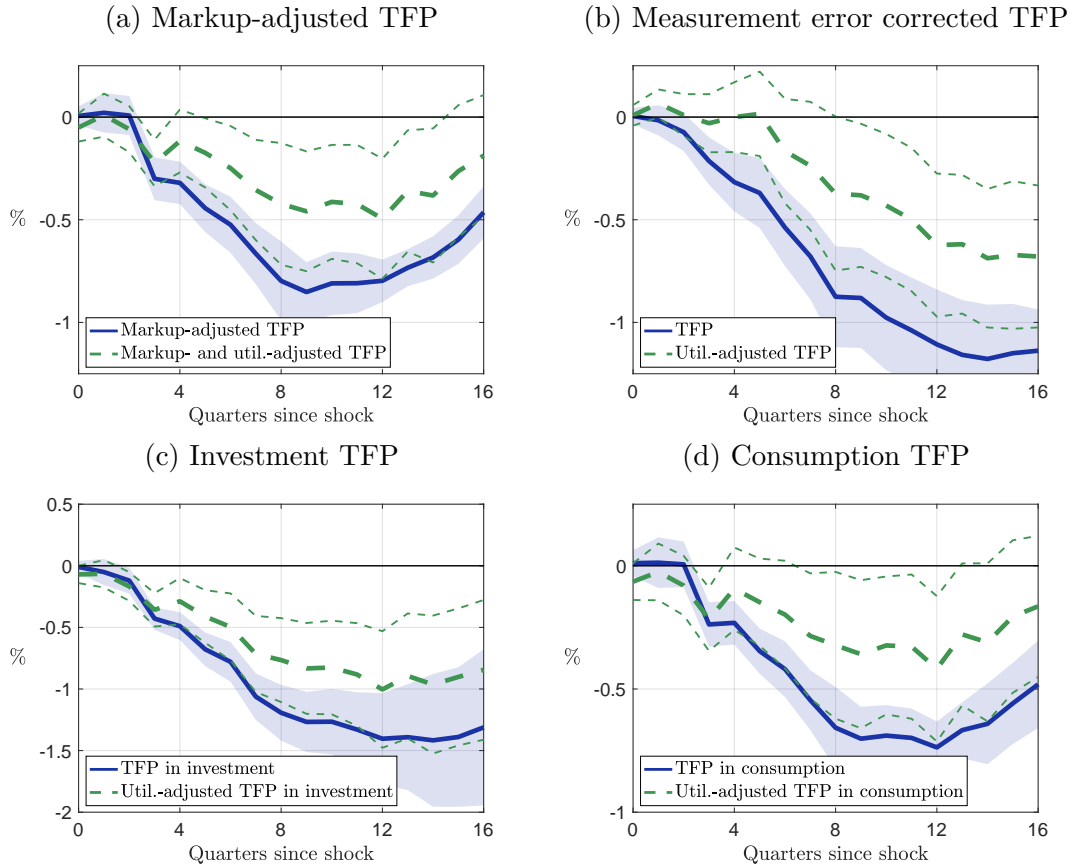 (a) Markup-adjusted TFP
0
-0.5
-1
%
Markup-adjusted TFP
Markup- and util.-adjusted TFP
0 4 8 12 16
Quarters since shock
(b) Measurement error corrected TFP
0
-0.5
-1
%
TFP
Util.-adjusted TFP
0 4 8 12 16
Quarters since shock
(c) Investment TFP
0.5
0
-0.5
-1
-1.5
-2
%
TFP in investment
Util.-adjusted TFP in investment
0 4 8 12 16
Quarters since shock
(d) Consumption TFP
0
-0.5
-1
%
TFP in consumption
Util.-adjusted TFP in consumption
0 4 8 12 16
Quarters since shock